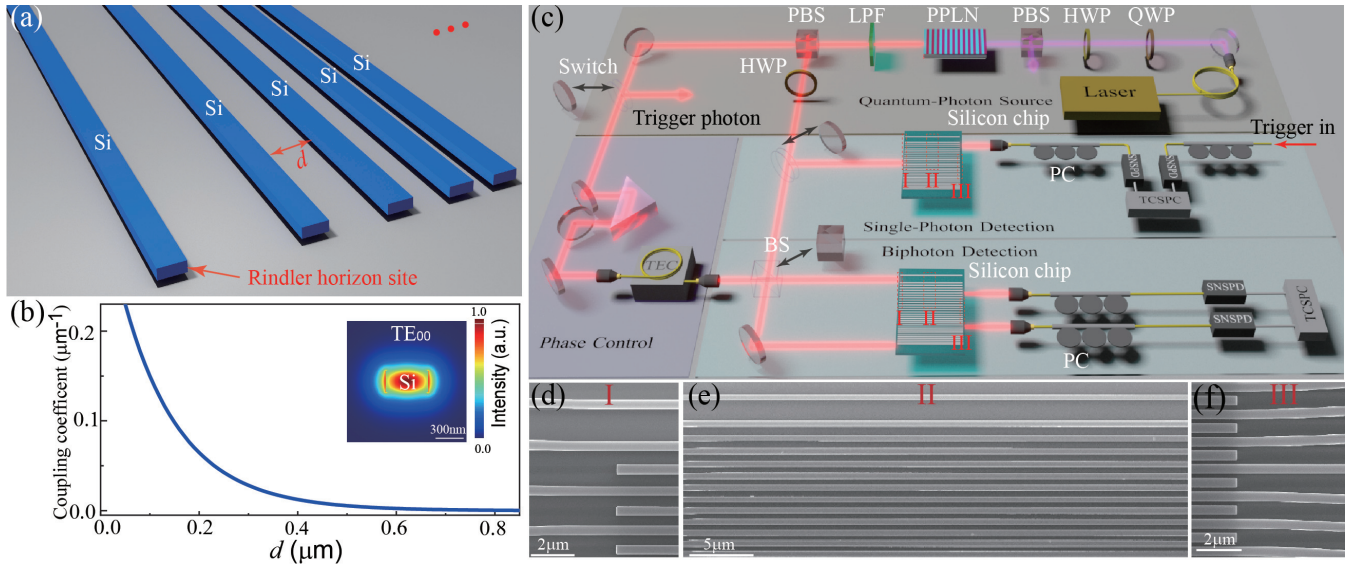 (a)
Si
Si
Si
Si
Si
d
Rindler horizon site
(b)
Coupling coefficient (μm⁻¹)
0.2
0.1
0.0
0
0.2
0.4
0.6
0.8
d (μm)
TE00
Si
300nm
1.0
0.0
Intensity (a.u.)
(c)
PBS
LPF
PPLN
PBS
HWP
QWP
Switch
HWP
Laser
Quantum-Photon Source
Trigger photon
Silicon chip
Trigger in
I
II
III
PC
SNSPD
SNSPD
TCSPC
Single-Photon Detection
BS
Biphoton Detection
Silicon chip
TEC
I
II
III
SNSPD
SNSPD
TCSPC
PC
Phase Control
(d)
I
2μm
(e)
II
5μm
(f)
III
2μm